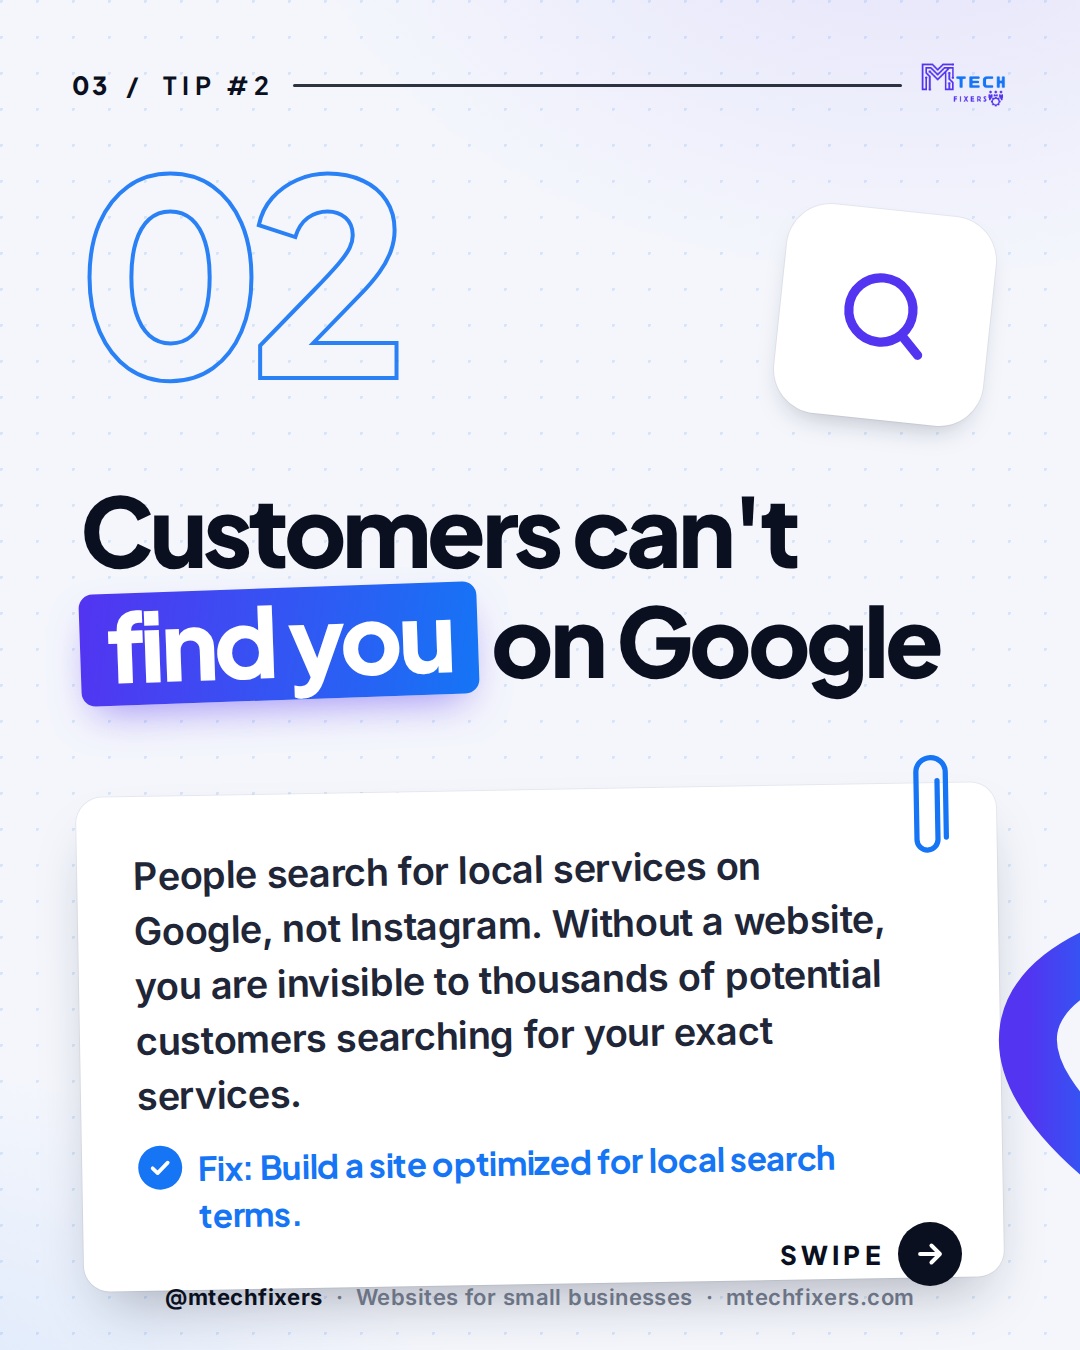 03 / TIP #2
MTECH
FIXERS
02
Customers can't
find you on Google
People search for local services on
Google, not Instagram. Without a website,
you are invisible to thousands of potential
customers searching for your exact
services.
Fix: Build a site optimized for local search
terms.
SWIPE
@mtechfixers · Websites for small businesses · mtechfixers.com